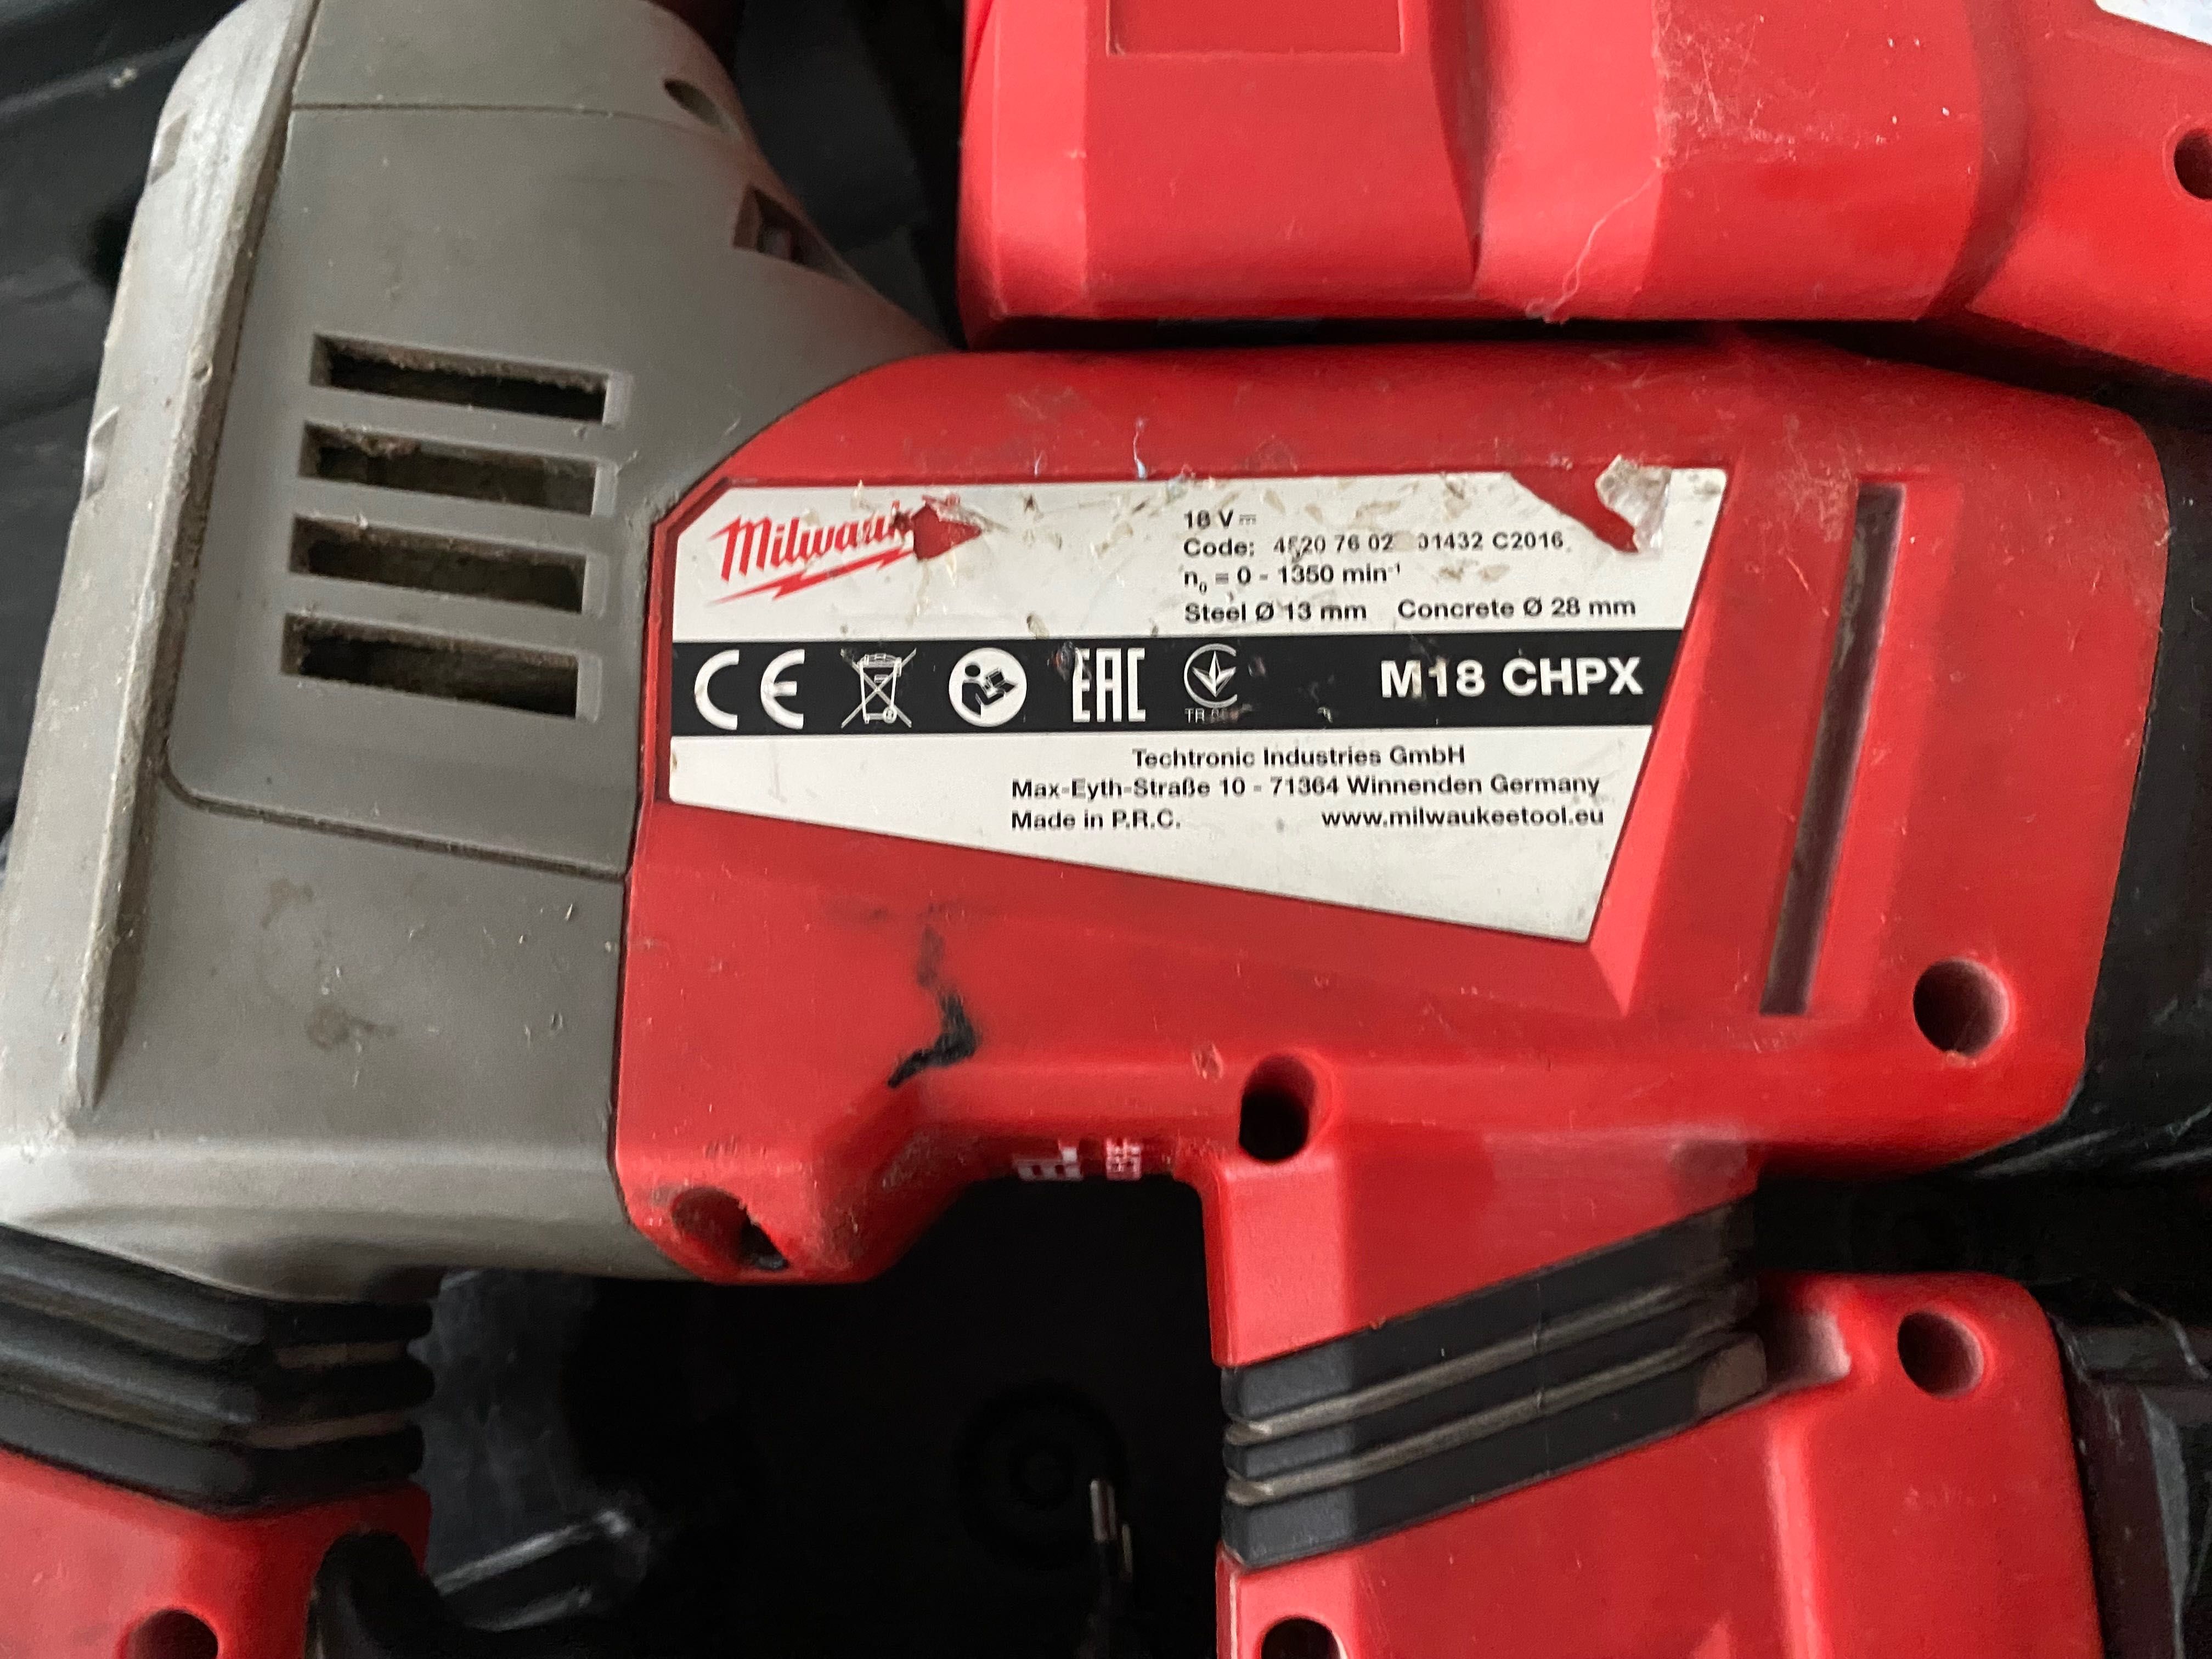 Milwauk
18 V
Code: 4520 76 02 01432 C2016
n₀ = 0 - 1350 min⁻¹
Steel Ø 13 mm Concrete Ø 28 mm
CE EAC TR M18 CHPX
Techtronic Industries GmbH
Max-Eyth-Straße 10 - 71364 Winnenden Germany
Made in P.R.C. www.milwaukeetool.eu